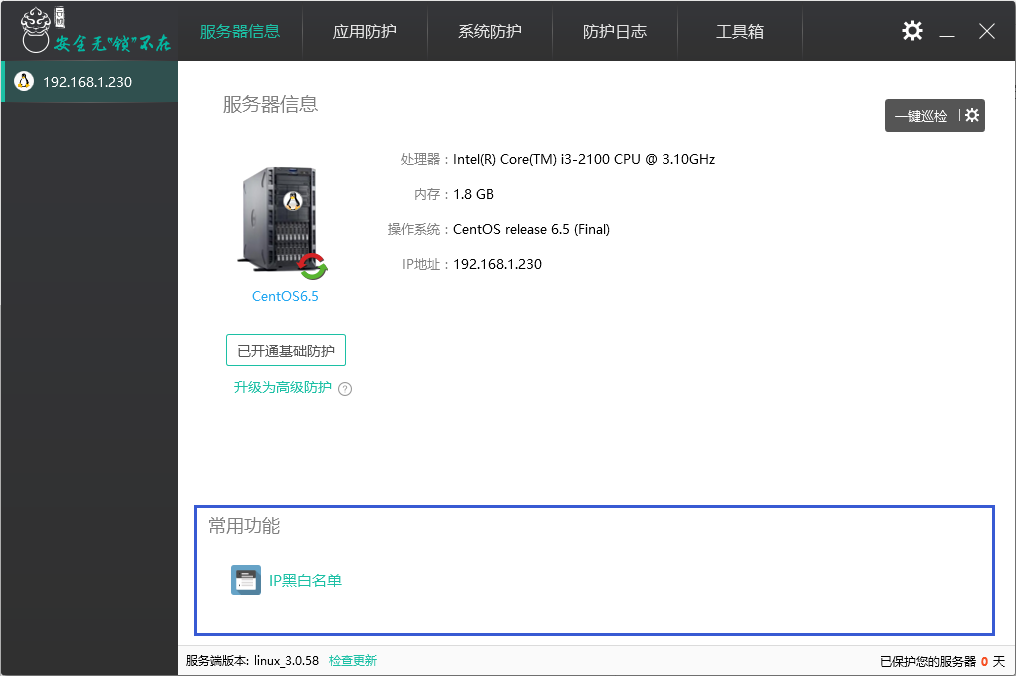 安全无"锁"不在
服务器信息 应用防护 系统防护 防护日志 工具箱
192.168.1.230
服务器信息
一键巡检
处理器：Intel(R) Core(TM) i3-2100 CPU @ 3.10GHz
内存：1.8 GB
操作系统：CentOS release 6.5 (Final)
IP地址：192.168.1.230
CentOS6.5
已开通基础防护
升级为高级防护 ?
常用功能
IP黑白名单
服务端版本: linux_3.0.58 检查更新
已保护您的服务器 0 天